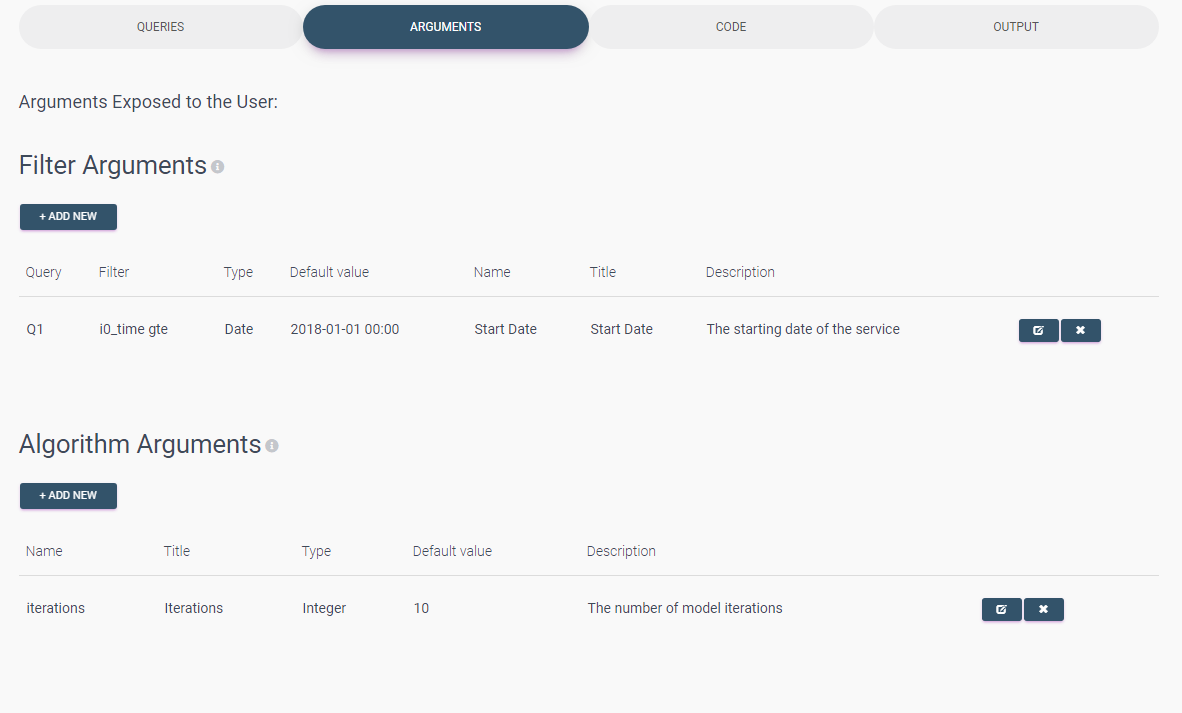 QUERIES ARGUMENTS CODE OUTPUT
Arguments Exposed to the User:
Filter Arguments
+ ADD NEW
Query Filter Type Default value Name Title Description
Q1 i0_time gte Date 2018-01-01 00:00 Start Date Start Date The starting date of the service
Algorithm Arguments
+ ADD NEW
Name Title Type Default value Description
iterations Iterations Integer 10 The number of model iterations